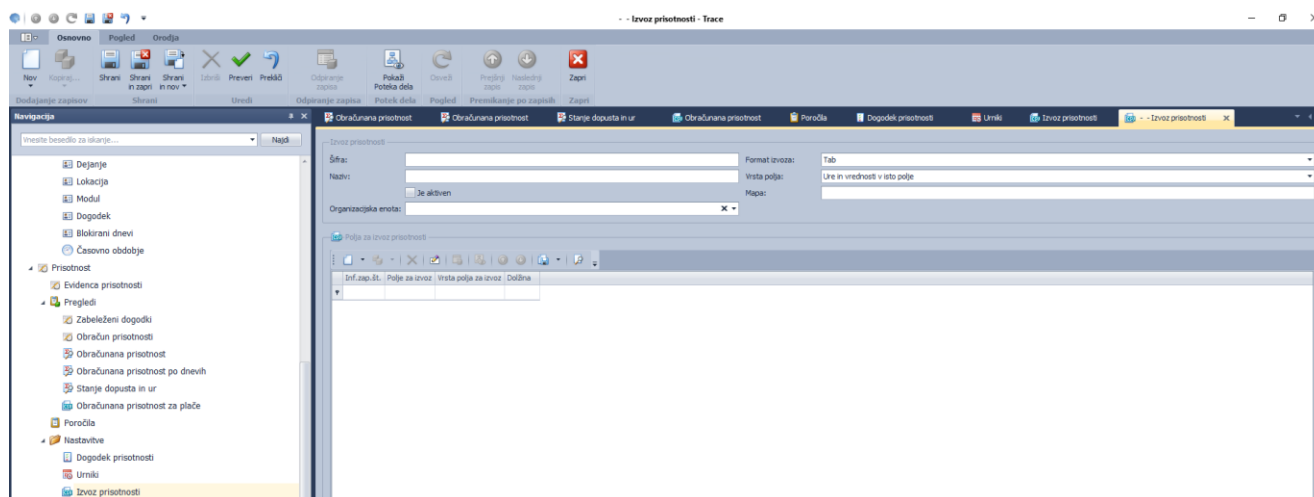 - - Izvoz prisotnosti - Trace
Osnovno Pogled Orodja
Nov Kopiraj... Shrani Shrani in zapri Shrani in nov Izbriši Preveri Prekliči Odpiranje zapisa Pokaži Poteka dela Osveži Prejšnji zapis Naslednji zapis Zapri
Dodajanje zapisov Shrani Uredi Odpiranje zapisa Potek dela Pogled Premikanje po zapisih Zapri
Navigacija
Obračunana prisotnost Obračunana prisotnost Stanje dopusta in ur Obračunana prisotnost Poročila Dogodek prisotnosti Urniki Izvoz prisotnosti - - Izvoz prisotnosti
Vnesite besedilo za iskanje... Najdi
Dejanje
Lokacija
Modul
Dogodek
Blokirani dnevi
Časovno obdobje
Prisotnost
Evidenca prisotnosti
Pregledi
Zabeleženi dogodki
Obračun prisotnosti
Obračunana prisotnost
Obračunana prisotnost po dnevih
Stanje dopusta in ur
Obračunana prisotnost za plače
Poročila
Nastavitve
Dogodek prisotnosti
Urniki
Izvoz prisotnosti
Izvoz prisotnosti
Šifra: Format izvoza: Tab
Naziv: Vrsta polja: Ure in vrednosti v isto polje
Je aktiven Mapa:
Organizacijska enota:
Polja za izvoz prisotnosti
Inf.zap.št. Polje za izvoz Vrsta polja za izvoz Dolžina